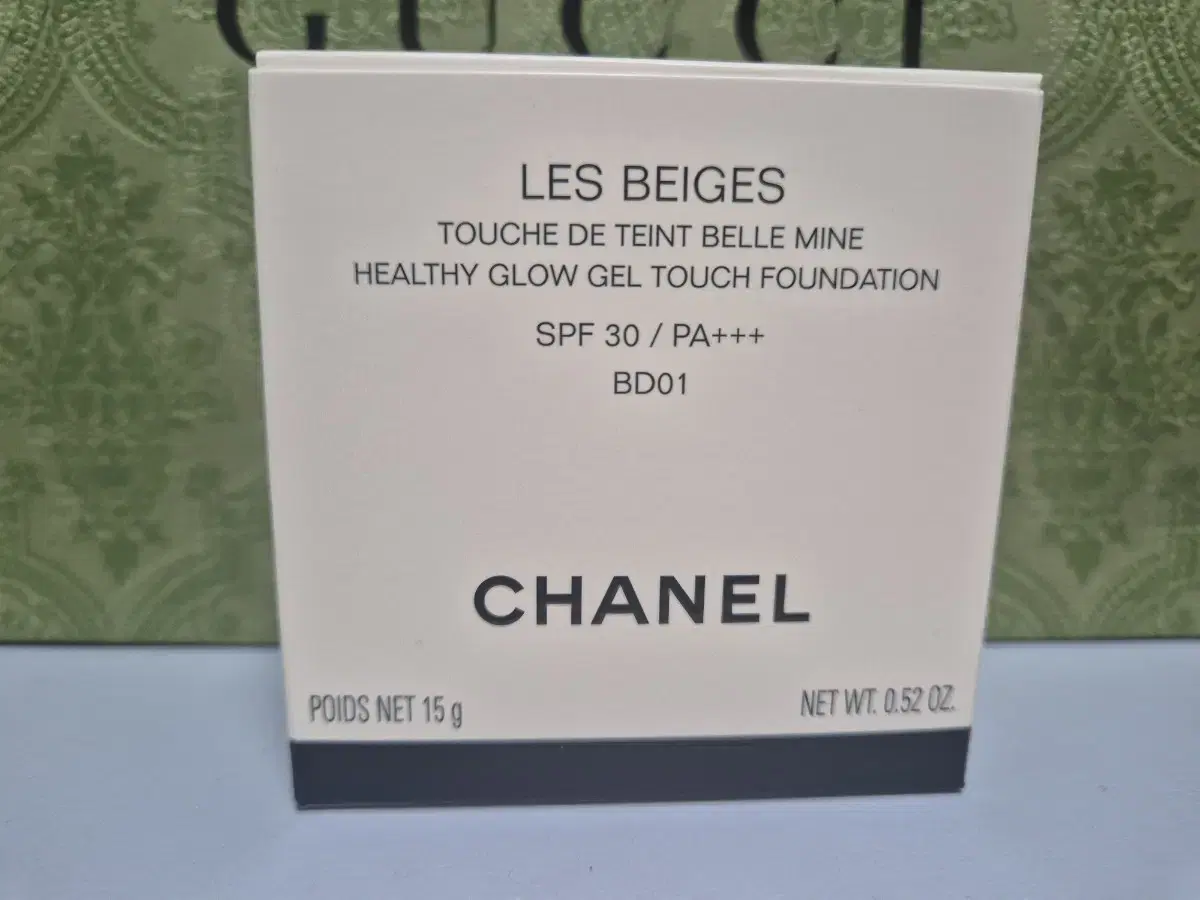 GUCCI
LES BEIGES
TOUCHE DE TEINT BELLE MINE
HEALTHY GLOW GEL TOUCH FOUNDATION
SPF 30 / PA+++
BD01
CHANEL
POIDS NET 15 g
NET WT. 0.52 OZ.